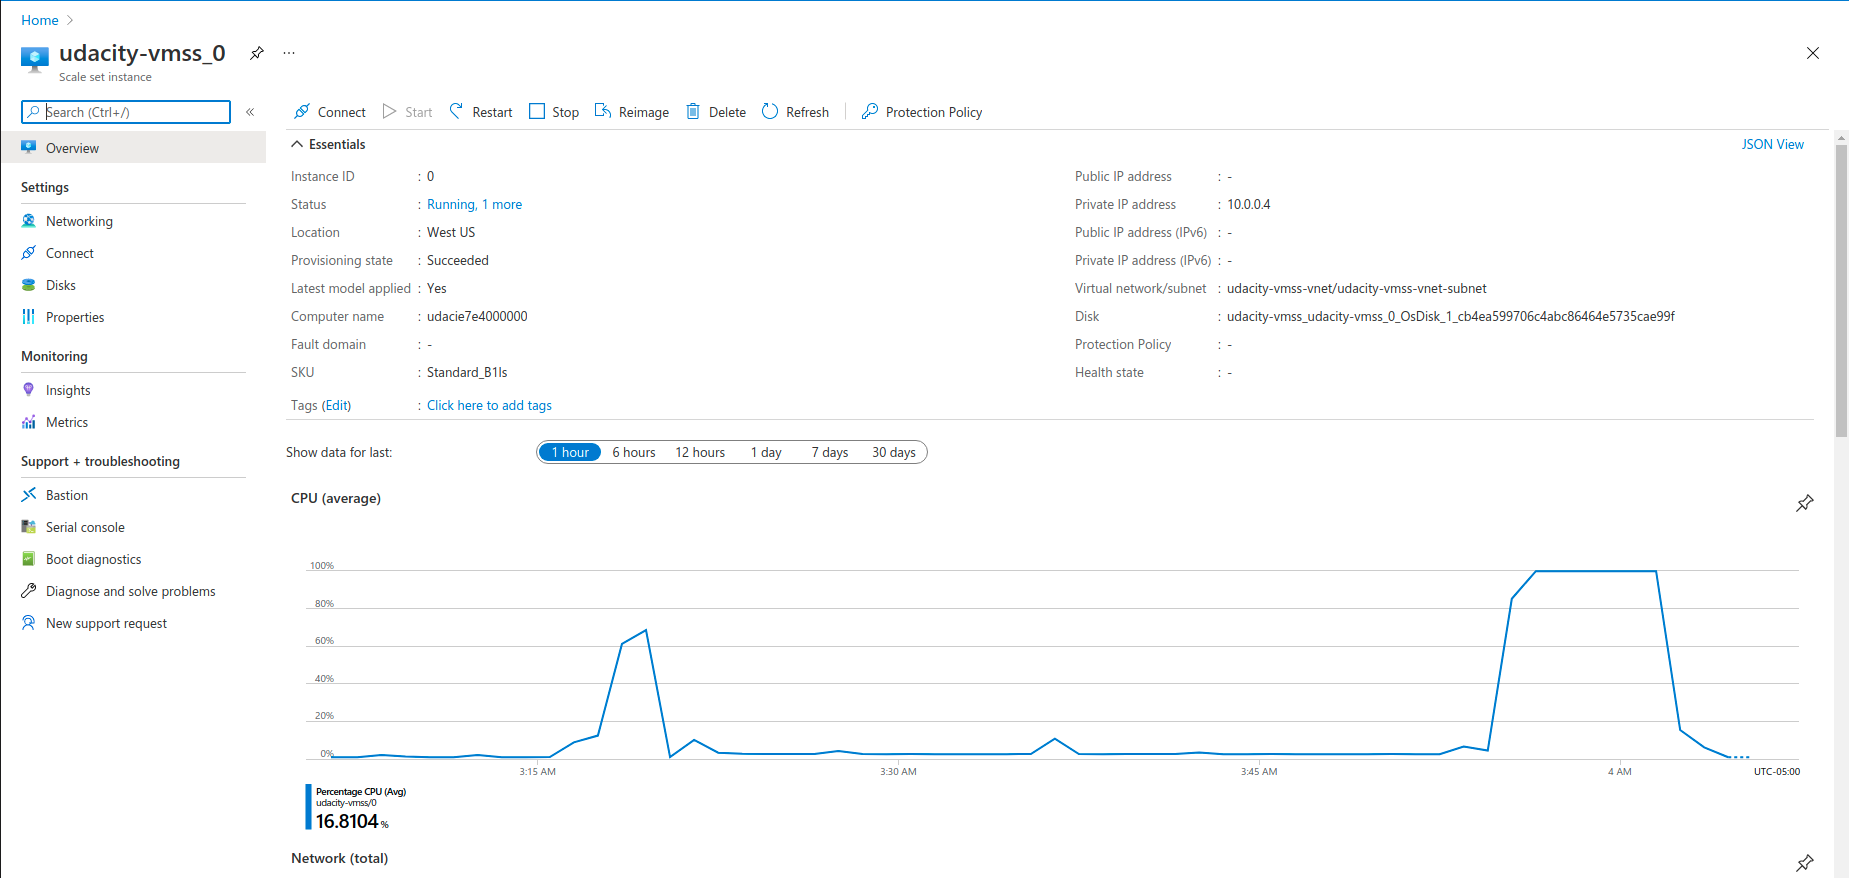 Home
udacity-vmss_0
Scale set instance
Search (Ctrl+/)
Overview
Settings
Networking
Connect
Disks
Properties
Monitoring
Insights
Metrics
Support + troubleshooting
Bastion
Serial console
Boot diagnostics
Diagnose and solve problems
New support request
Connect Start Restart Stop Reimage Delete Refresh Protection Policy
Essentials
JSON View
Instance ID : 0
Status : Running, 1 more
Location : West US
Provisioning state : Succeeded
Latest model applied : Yes
Computer name : udacie7e4000000
Fault domain : -
SKU : Standard_B1ls
Tags (Edit) : Click here to add tags
Public IP address : -
Private IP address : 10.0.0.4
Public IP address (IPv6) : -
Private IP address (IPv6) : -
Virtual network/subnet : udacity-vmss-vnet/udacity-vmss-vnet-subnet
Disk : udacity-vmss_udacity-vmss_0_OsDisk_1_cb4ea599706c4abc86464e5735cae99f
Protection Policy : -
Health state : -
Show data for last: 1 hour 6 hours 12 hours 1 day 7 days 30 days
CPU (average)
100%
80%
60%
40%
20%
0%
3:15 AM 3:30 AM 3:45 AM 4 AM UTC-05:00
Percentage CPU (Avg)
udacity-vmss/0
16.8104 %
Network (total)